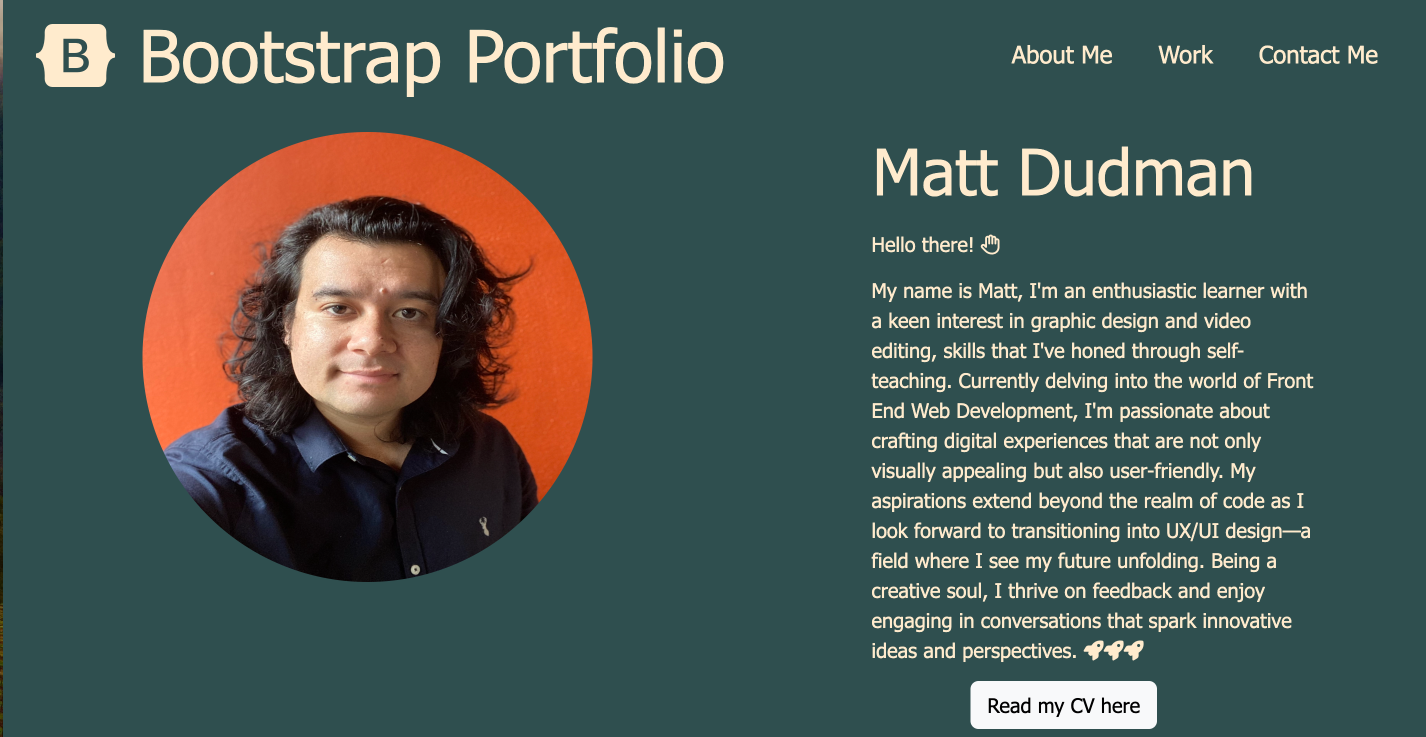 B Bootstrap Portfolio
About Me Work Contact Me
Matt Dudman
Hello there!
My name is Matt, I'm an enthusiastic learner with
a keen interest in graphic design and video
editing, skills that I've honed through self-
teaching. Currently delving into the world of Front
End Web Development, I'm passionate about
crafting digital experiences that are not only
visually appealing but also user-friendly. My
aspirations extend beyond the realm of code as I
look forward to transitioning into UX/UI design—a
field where I see my future unfolding. Being a
creative soul, I thrive on feedback and enjoy
engaging in conversations that spark innovative
ideas and perspectives. 🚀🚀🚀
Read my CV here